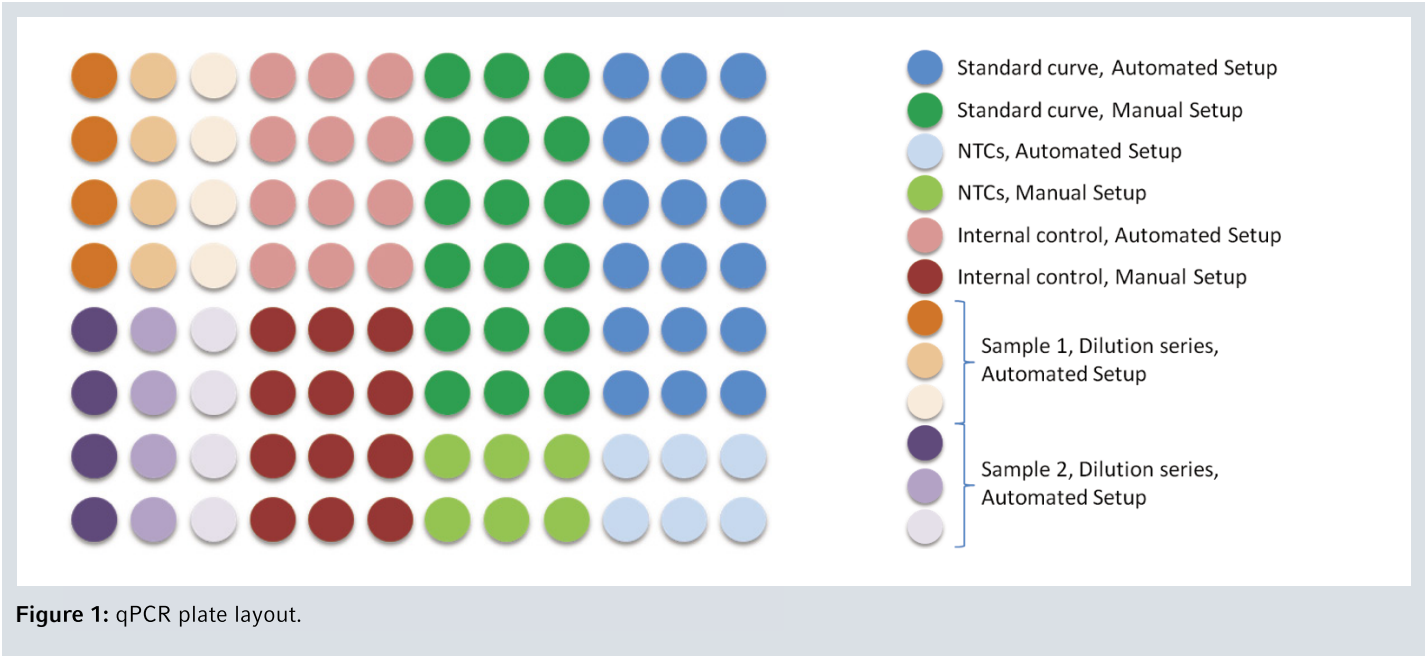 Standard curve, Automated Setup
Standard curve, Manual Setup
NTCs, Automated Setup
NTCs, Manual Setup
Internal control, Automated Setup
Internal control, Manual Setup
Sample 1, Dilution series,
Automated Setup
Sample 2, Dilution series,
Automated Setup
Figure 1: qPCR plate layout.